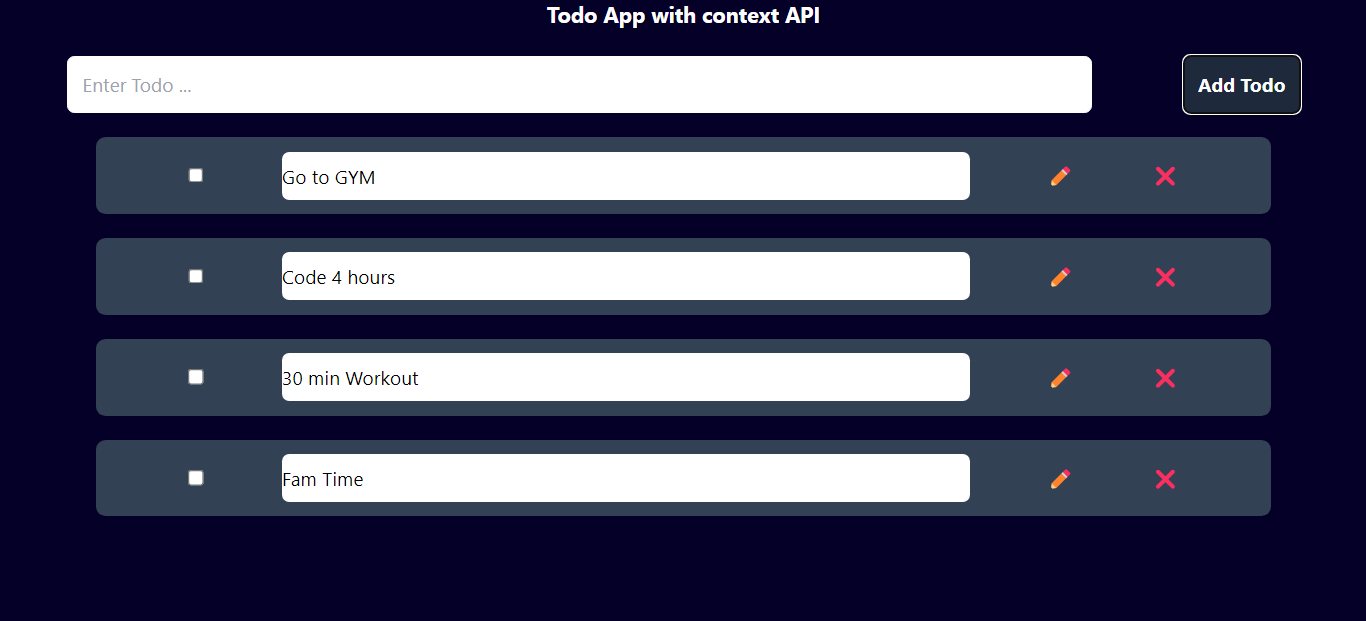 Todo App with context API
Enter Todo ...
Add Todo
Go to GYM
Code 4 hours
30 min Workout
Fam Time